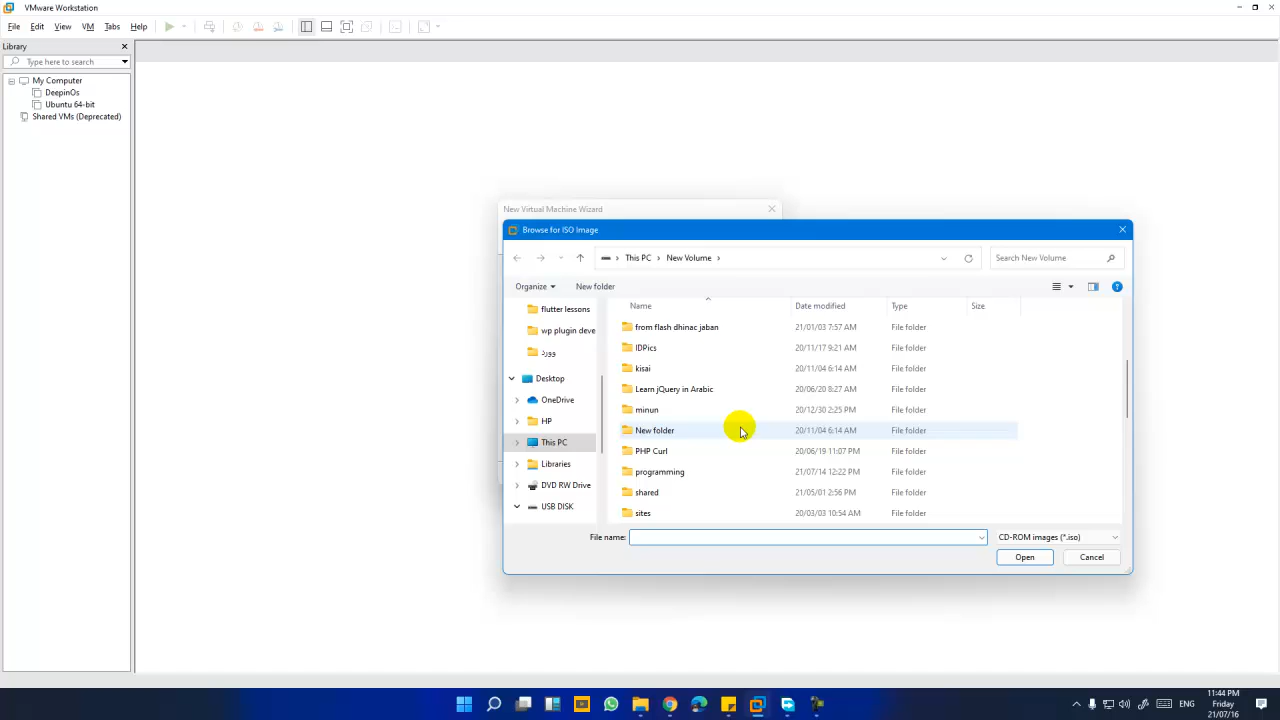 VMware Workstation
File Edit View VM Tabs Help
Library
Type here to search
My Computer
DeepinOs
Ubuntu 64-bit
Shared VMs (Deprecated)
New Virtual Machine Wizard
Browse for ISO Image
This PC > New Volume >
Search New Volume
Organize New folder
flutter lessons
wp plugin deve
وورد
Desktop
OneDrive
HP
This PC
Libraries
DVD RW Drive
USB DISK
Name Date modified Type Size
from flash dhinac jaban 21/01/03 7:57 AM File folder
IDPics 20/11/17 9:21 AM File folder
kisai 20/11/04 6:14 AM File folder
Learn jQuery in Arabic 20/06/20 8:27 AM File folder
minun 20/12/30 2:25 PM File folder
New folder 20/11/04 6:14 AM File folder
PHP Curl 20/06/19 11:07 PM File folder
programming 21/07/14 12:22 PM File folder
shared 21/05/01 2:56 PM File folder
sites 20/03/03 10:54 AM File folder
File name: CD-ROM images (*.iso)
Open Cancel
ENG
11:44 PM
Friday
21/07/16